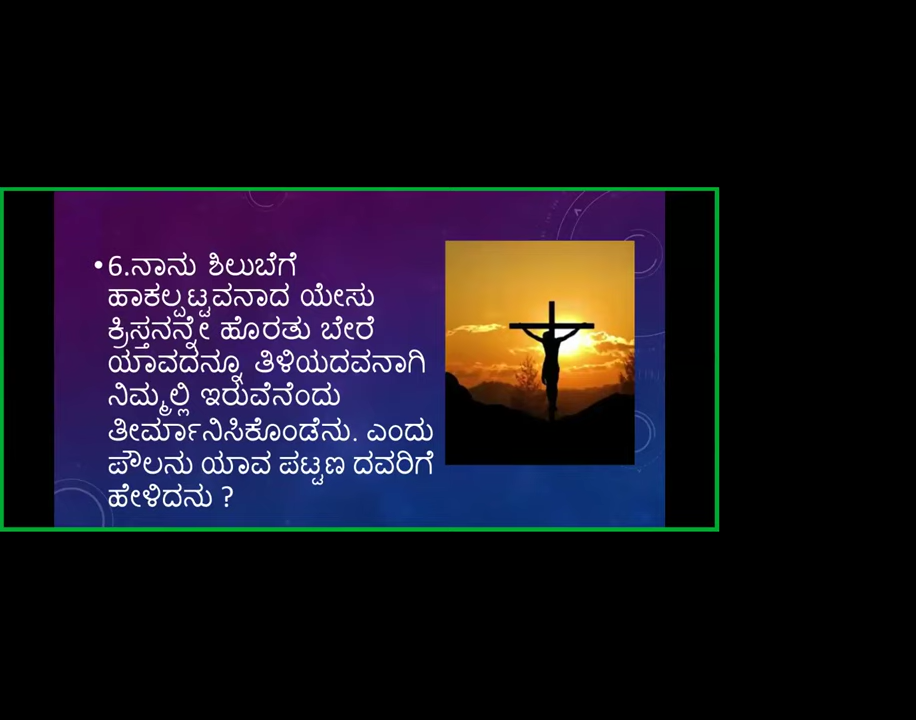 •6.ನಾನು ಶಿಲುಬೆಗೆ
ಹಾಕಲ್ಪಟ್ಟವನಾದ ಯೇಸು
ಕ್ರಿಸ್ತನನ್ನೇ ಹೊರತು ಬೇರೆ
ಯಾವದನ್ನೂ ತಿಳಿಯದವನಾಗಿ
ನಿಮ್ಮಲ್ಲಿ ಇರುವೆನೆಂದು
ತೀರ್ಮಾನಿಸಿಕೊಂಡೆನು. ಎಂದು
ಪೌಲನು ಯಾವ ಪಟ್ಟಣ ದವರಿಗೆ
ಹೇಳಿದನು ?